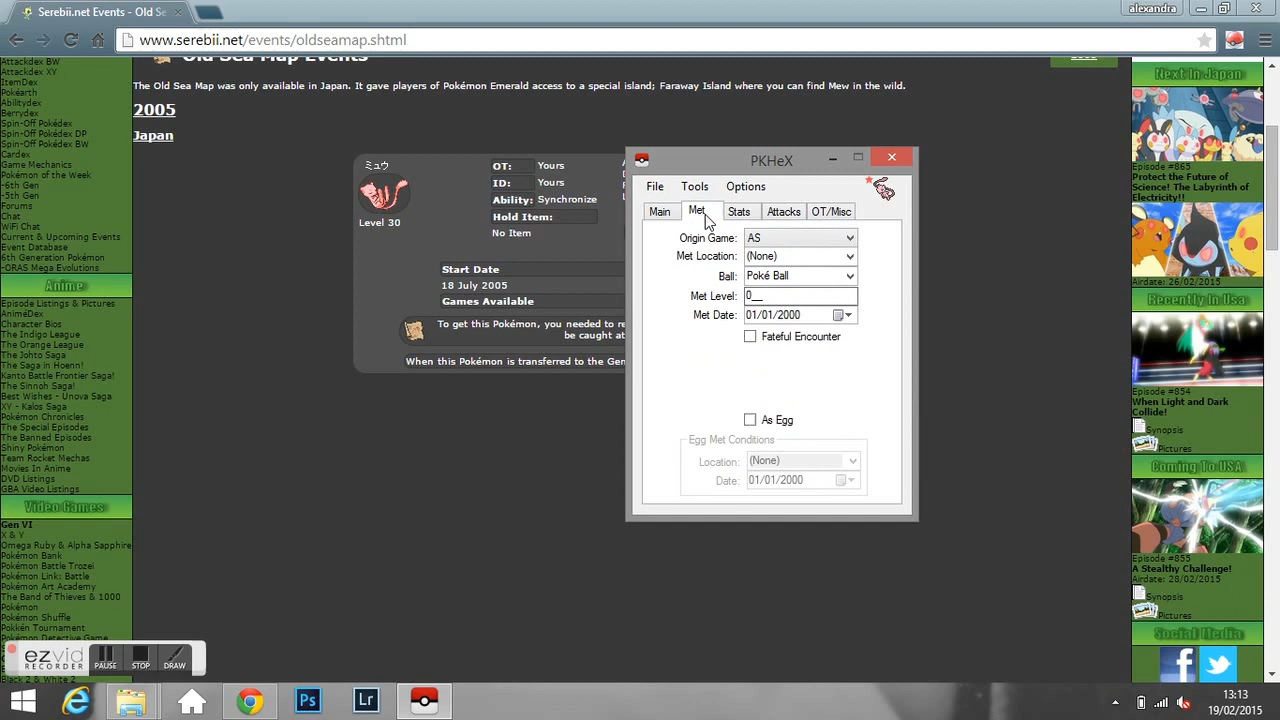 Serebii.net Events - Old Se
alexandra
www.serebii.net/events/oldseamap.shtml
Attackdex BW
Attackdex XY
ItemDex
Pokéarth
Abilitydex
Berrydex
Spin-Off Pokédex
Spin-Off Pokédex DP
Spin-Off Pokédex BW
Cardex
Game Mechanics
Pokémon of the Week
-6th Gen
-5th Gen
Forums
Chat
WiFi Chat
Current & Upcoming Events
Event Database
6th Generation Pokémon
-ORAS Mega Evolutions
Anime:
Episode Listings & Pictures
AniméDex
Character Bios
The Indigo League
The Orange League
The Johto Saga
The Saga in Hoenn!
Kanto Battle Frontier Saga!
The Sinnoh Saga!
Best Wishes - Unova Saga
XY - Kalos Saga
Pokémon Chronicles
The Special Episodes
The Banned Episodes
Shiny Pokémon
Team Rocket Mechas
Movies In Anime
DVD Listings
GBA Video Listings
Video Games:
Gen VI
X & Y
Omega Ruby & Alpha Sapphire
Pokémon Bank
Pokémon Battle Trozei
Pokémon Link: Battle
Pokémon Art Academy
The Band of Thieves & 1000
Pokémon
Pokémon Shuffle
Pokkén Tournament
Pokémon Detective Game
Black 2 & White 2
Old Sea Map Events
The Old Sea Map was only available in Japan. It gave players of Pokémon Emerald access to a special island; Faraway Island where you can find Mew in the wild.
2005
Japan
ミュウ
Level 30
OT: Yours
ID: Yours
Ability: Synchronize
Hold Item:
No Item
Start Date
18 July 2005
Games Available
To get this Pokémon, you needed to re
be caught at
When this Pokémon is transferred to the Gen
PKHeX
File Tools Options
Main Met Stats Attacks OT/Misc
Origin Game: AS
Met Location: (None)
Ball: Poké Ball
Met Level: 0__
Met Date: 01/01/2000
Fateful Encounter
As Egg
Egg Met Conditions
Location: (None)
Date: 01/01/2000
Next In Japan:
Episode #865
Protect the Future of
Science! The Labyrinth of
Electricity!!
Airdate: 26/02/2015
Recently In Usa:
Episode #854
When Light and Dark
Collide!
Synopsis
Pictures
Coming To USA:
Episode #855
A Stealthy Challenge!
Airdate: 28/02/2015
Synopsis
Pictures
Social Media
ezvid
RECORDER
PAUSE STOP DRAW
Ps
Lr
13:13
19/02/2015